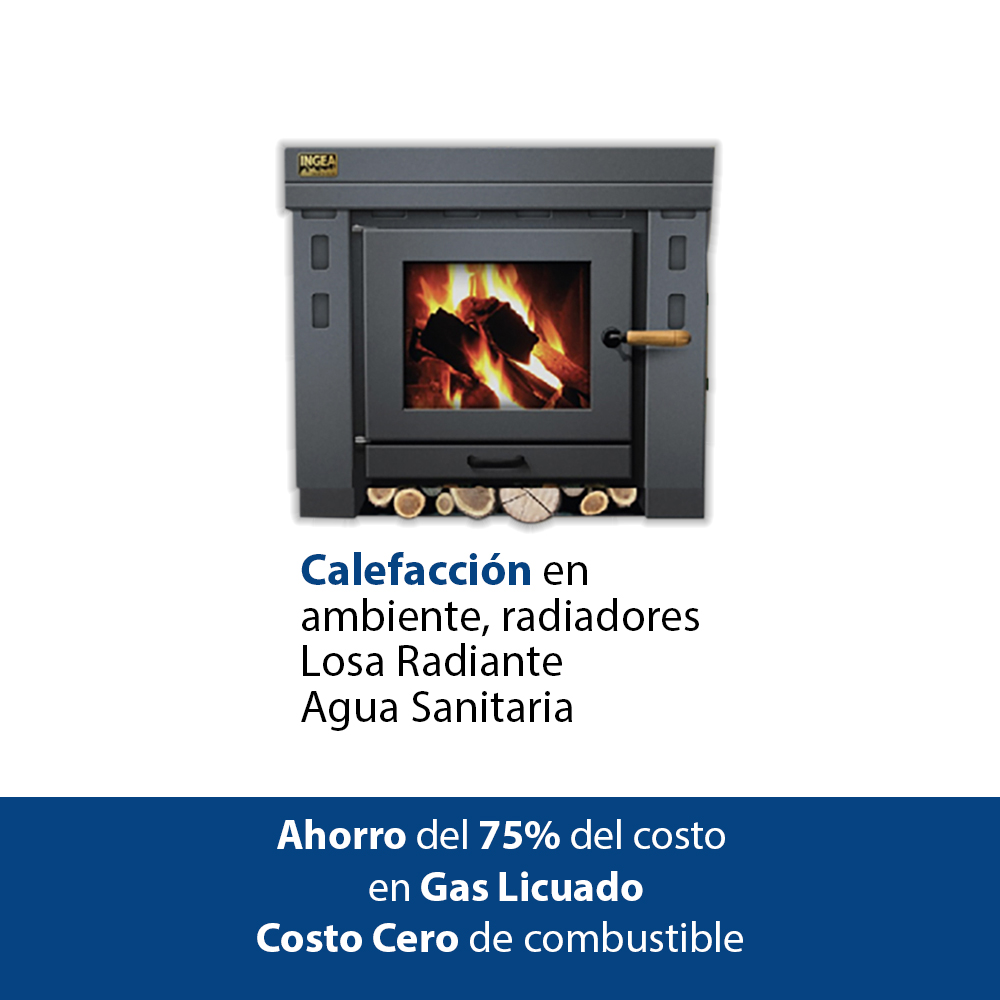 INGEA
Calefacción en
ambiente, radiadores
Losa Radiante
Agua Sanitaria
Ahorro del 75% del costo
en Gas Licuado
Costo Cero de combustible